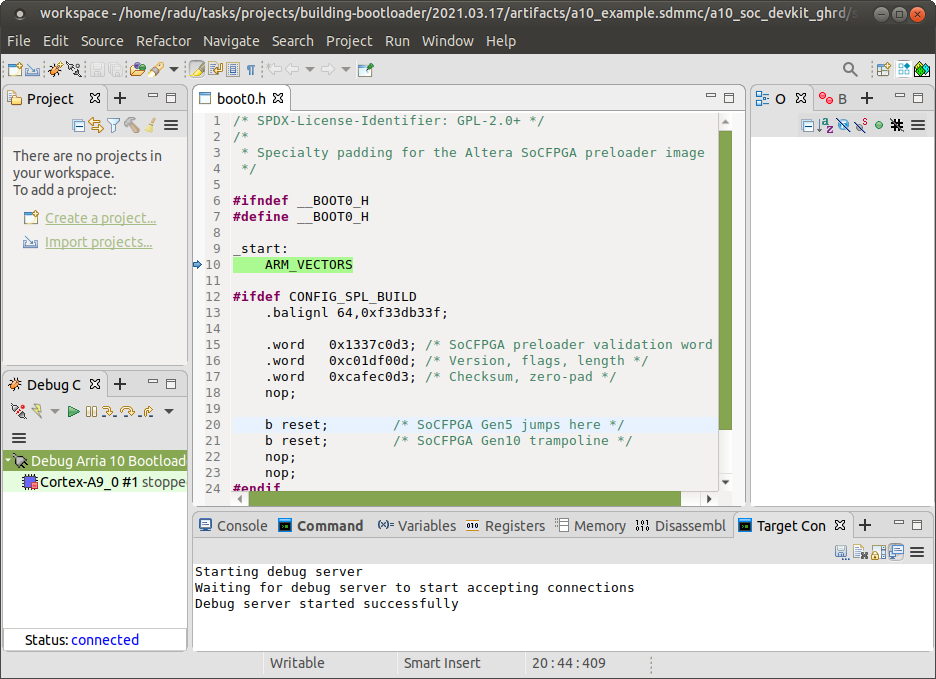 workspace - /home/radu/tasks/projects/building-bootloader/2021.03.17/artifacts/a10_example.sdmmc/a10_soc_devkit_ghrd/s
File Edit Source Refactor Navigate Search Project Run Window Help
Project
boot0.h
O
B
There are no projects in
your workspace.
To add a project:
Create a project...
Import projects...
1 /* SPDX-License-Identifier: GPL-2.0+ */
2 /*
3 * Specialty padding for the Altera SoCFPGA preloader image
4 */
5
6 #ifndef __BOOT0_H
7 #define __BOOT0_H
8
9 _start:
10 ARM_VECTORS
11
12 #ifdef CONFIG_SPL_BUILD
13 .balignl 64,0xf33db33f;
14
15 .word 0x1337c0d3; /* SoCFPGA preloader validation word
16 .word 0xc01df00d; /* Version, flags, length */
17 .word 0xcafec0d3; /* Checksum, zero-pad */
18 nop;
19
20 b reset; /* SoCFPGA Gen5 jumps here */
21 b reset; /* SoCFPGA Gen10 trampoline */
22 nop;
23 nop;
24 #endif
Debug C
Debug Arria 10 Bootload
Cortex-A9_0 #1 stoppe
Status: connected
Console Command Variables Registers Memory Disassembl Target Con
Starting debug server
Waiting for debug server to start accepting connections
Debug server started successfully
Writable Smart Insert 20 : 44 : 409